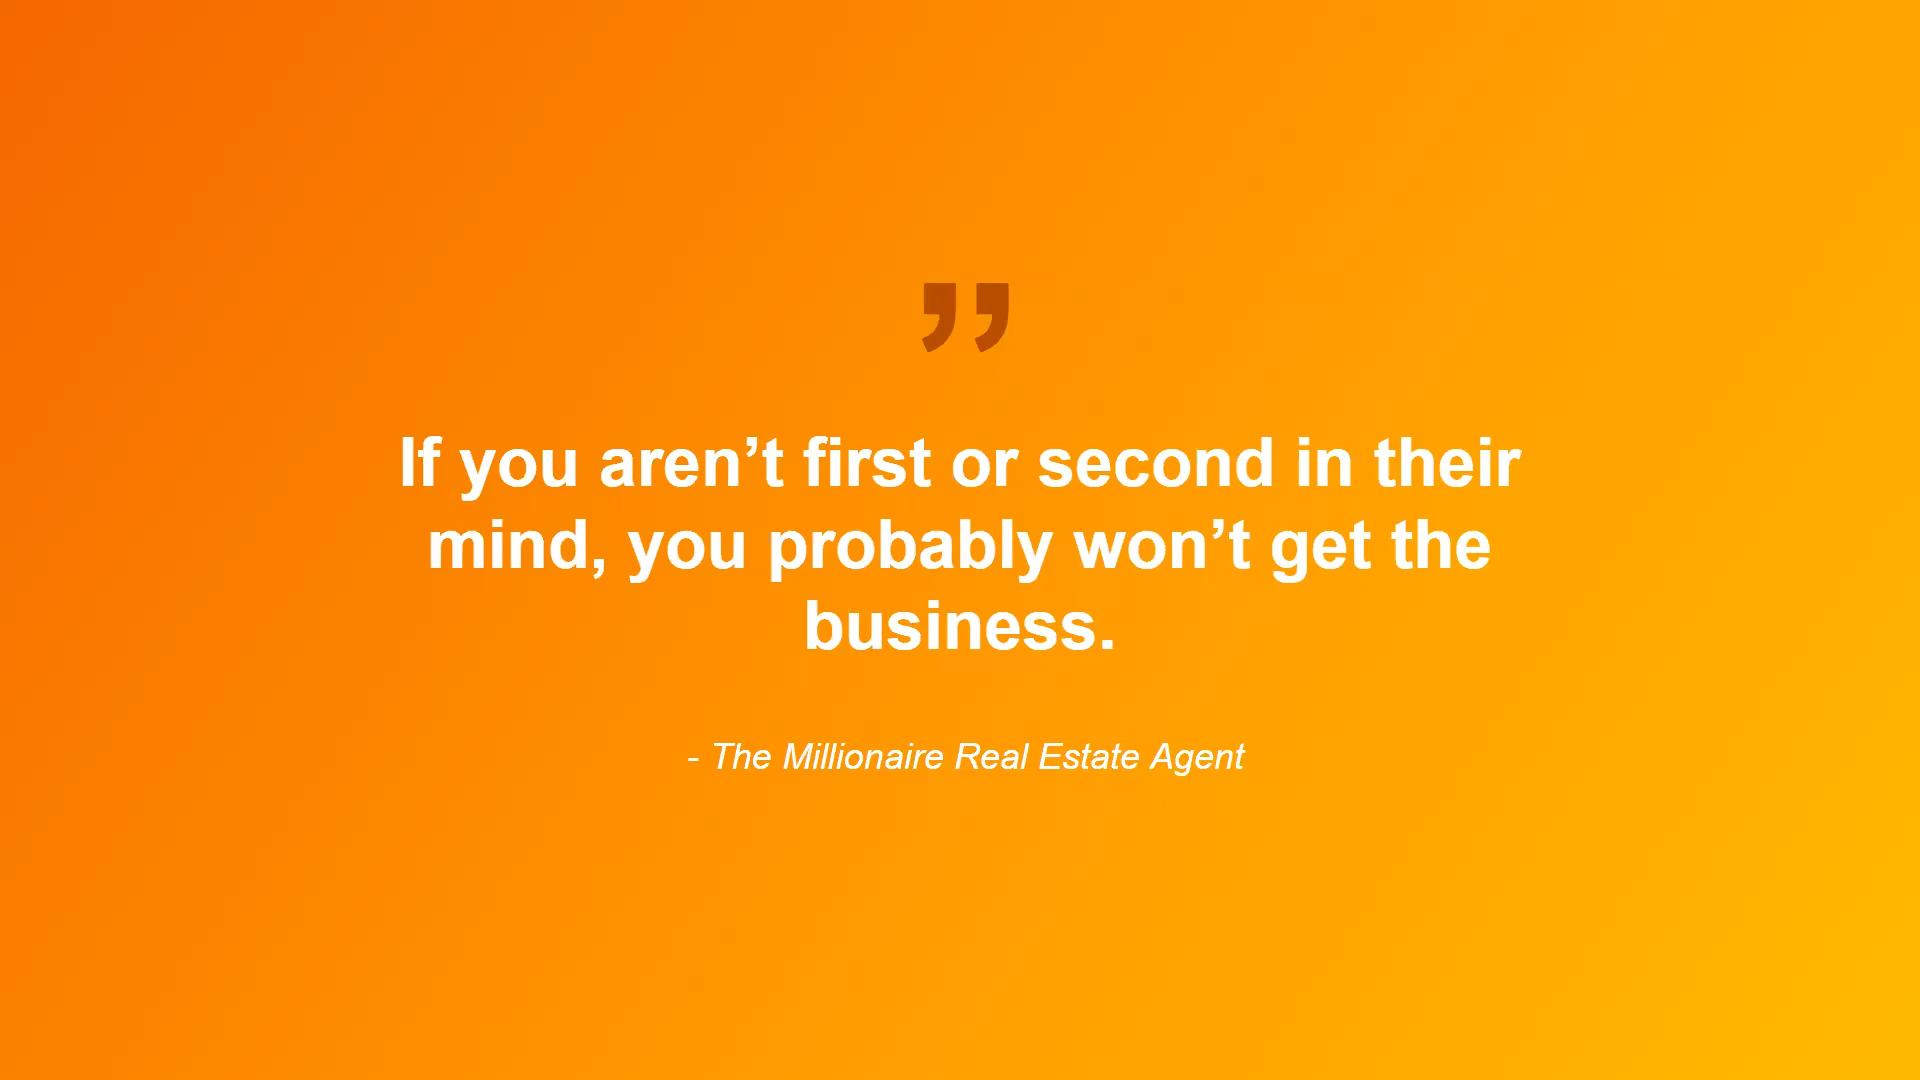 ”
If you aren’t first or second in their
mind, you probably won’t get the
business.
- The Millionaire Real Estate Agent